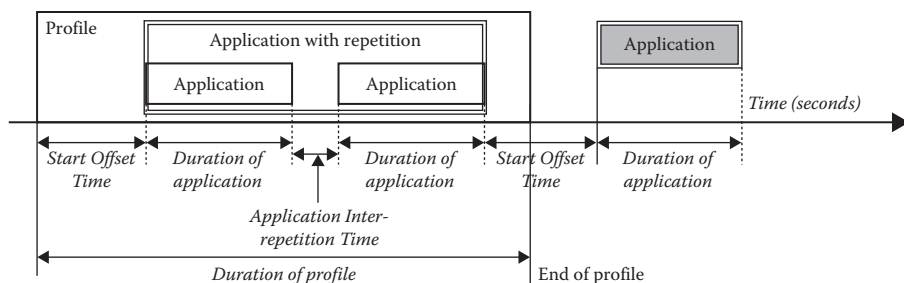 Profile
Application with repetition
Application
Application
Application
Time (seconds)
Start Offset
Time
Duration of
application
Duration of
application
Start Offset
Time
Duration of
application
Application Inter-
repetition Time
Duration of profile
End of profile